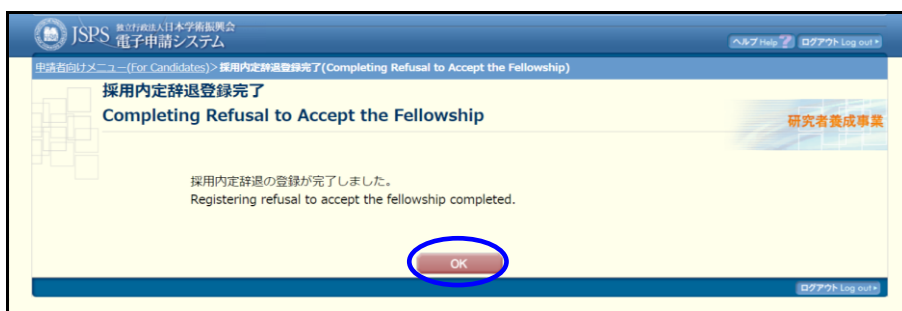 JSPS 独立行政法人日本学術振興会
電子申請システム
ヘルプ Help ? ログアウト Log out
申請者向けメニュー(For Candidates)>採用内定辞退登録完了(Completing Refusal to Accept the Fellowship)
採用内定辞退登録完了
Completing Refusal to Accept the Fellowship
研究者養成事業
採用内定辞退の登録が完了しました。
Registering refusal to accept the fellowship completed.
OK
ログアウト Log out